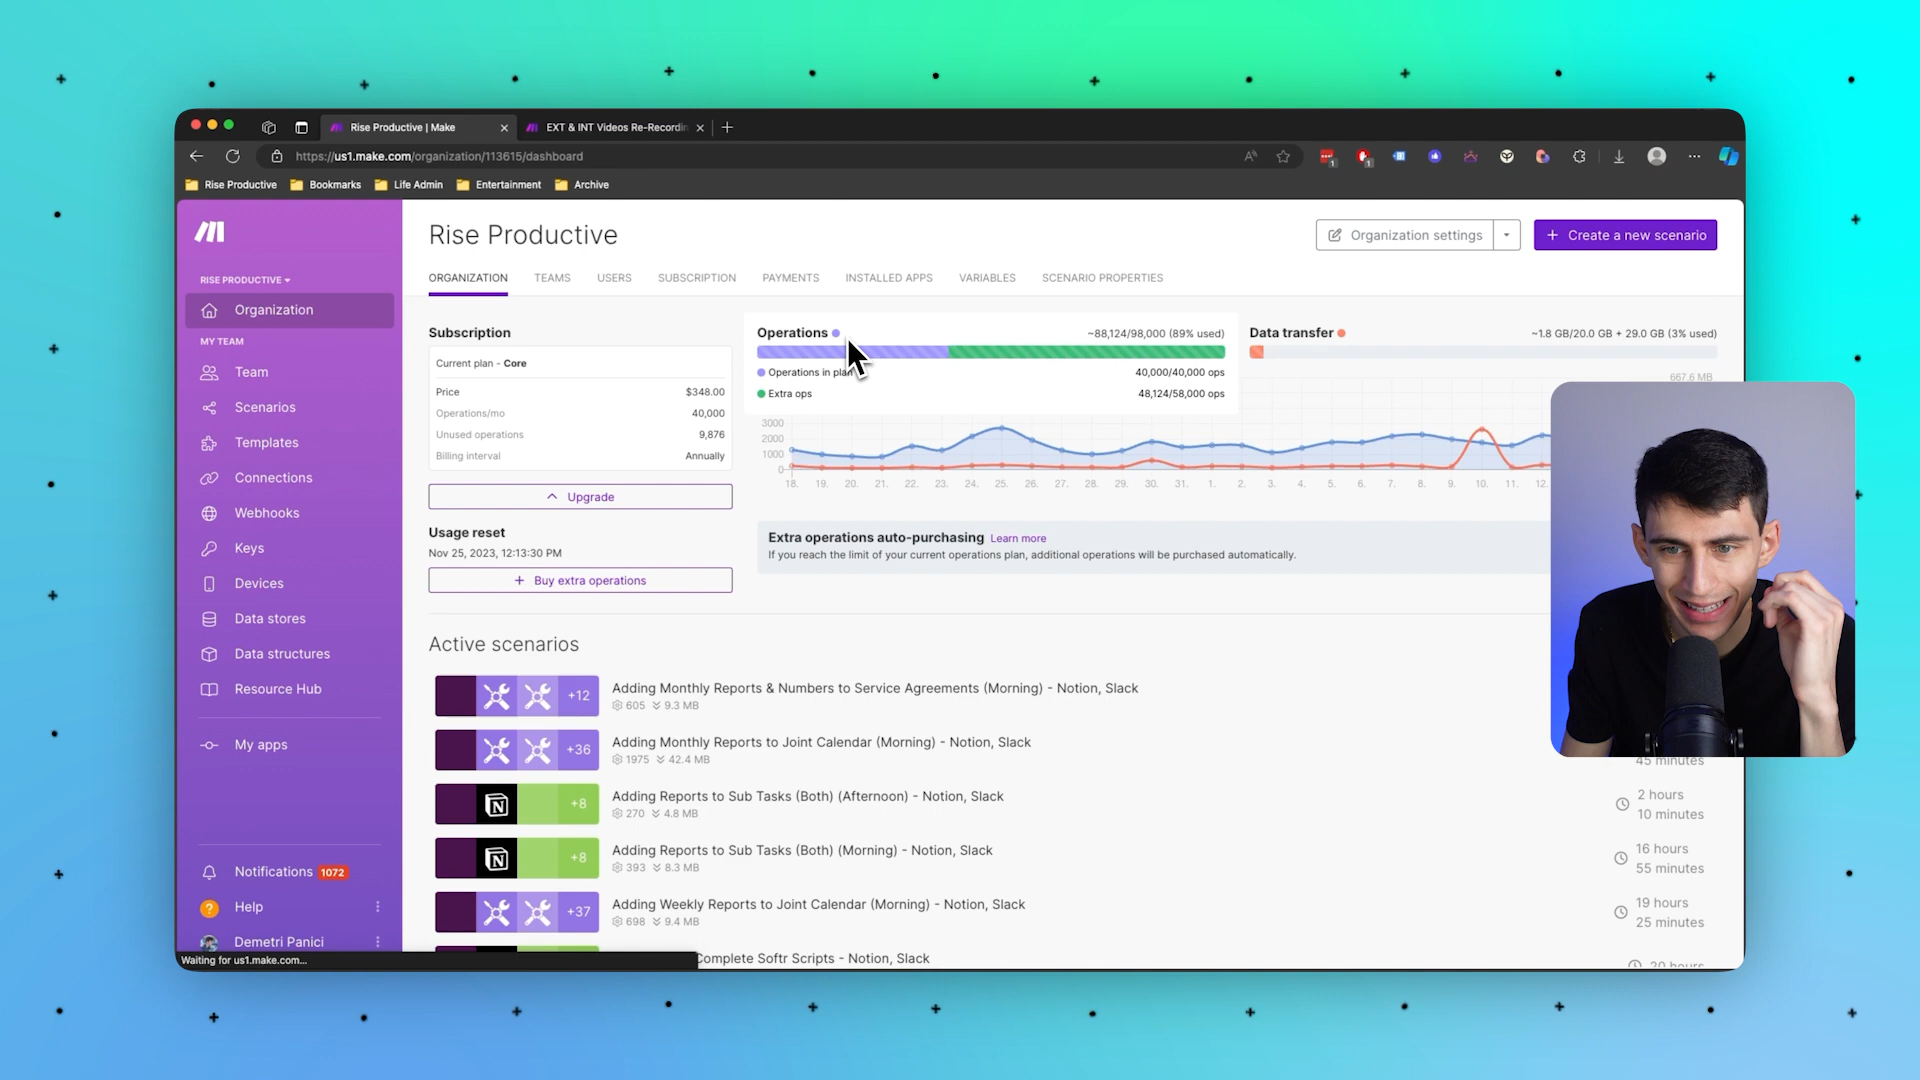 Rise Productive | Make
EXT & INT Videos Re-Recordin
https://us1.make.com/organization/113615/dashboard
Rise Productive
Bookmarks
Life Admin
Entertainment
Archive
RISE PRODUCTIVE
Organization
MY TEAM
Team
Scenarios
Templates
Connections
Webhooks
Keys
Devices
Data stores
Data structures
Resource Hub
My apps
Notifications 1072
Help
Demetri Panici
Waiting for us1.make.com...
Rise Productive
Organization settings
+ Create a new scenario
ORGANIZATION TEAMS USERS SUBSCRIPTION PAYMENTS INSTALLED APPS VARIABLES SCENARIO PROPERTIES
Subscription
Current plan - Core
Price $348.00
Operations/mo 40,000
Unused operations 9,876
Billing interval Annually
Upgrade
Usage reset
Nov 25, 2023, 12:13:30 PM
+ Buy extra operations
Operations ~88,124/98,000 (89% used)
Operations in plan 40,000/40,000 ops
Extra ops 48,124/58,000 ops
Data transfer ~1.8 GB/20.0 GB + 29.0 GB (3% used)
667.6 MB
3000
2000
1000
0
18. 19. 20. 21. 22. 23. 24. 25. 26. 27. 28. 29. 30. 31. 1. 2. 3. 4. 5. 6. 7. 8. 9. 10. 11. 12.
Extra operations auto-purchasing Learn more
If you reach the limit of your current operations plan, additional operations will be purchased automatically.
Active scenarios
+12 Adding Monthly Reports & Numbers to Service Agreements (Morning) - Notion, Slack
605 9.3 MB
+36 Adding Monthly Reports to Joint Calendar (Morning) - Notion, Slack
1975 42.4 MB
45 minutes
+8 Adding Reports to Sub Tasks (Both) (Afternoon) - Notion, Slack
270 4.8 MB
2 hours
10 minutes
+8 Adding Reports to Sub Tasks (Both) (Morning) - Notion, Slack
393 8.3 MB
16 hours
55 minutes
+37 Adding Weekly Reports to Joint Calendar (Morning) - Notion, Slack
698 9.4 MB
19 hours
25 minutes
Complete Softr Scripts - Notion, Slack
20 hours